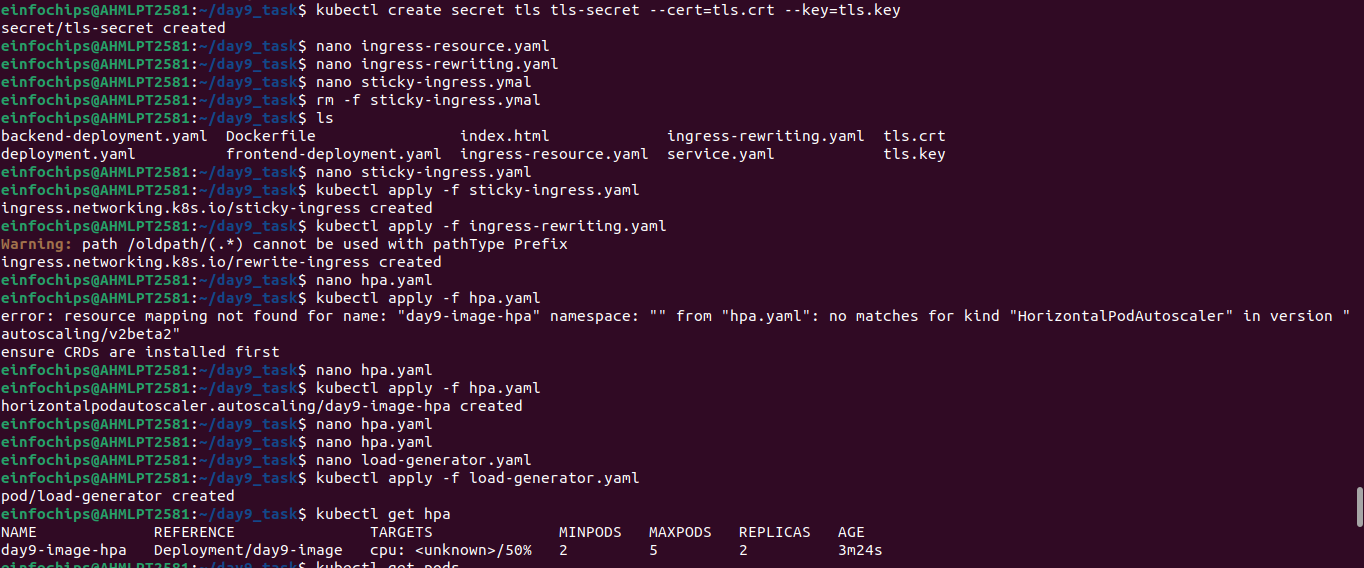 einfochips@AHMLPT2581:~/day9_task$ kubectl create secret tls tls-secret --cert=tls.crt --key=tls.key
secret/tls-secret created
einfochips@AHMLPT2581:~/day9_task$ nano ingress-resource.yaml
einfochips@AHMLPT2581:~/day9_task$ nano ingress-rewriting.yaml
einfochips@AHMLPT2581:~/day9_task$ nano sticky-ingress.ymal
einfochips@AHMLPT2581:~/day9_task$ rm -f sticky-ingress.ymal
einfochips@AHMLPT2581:~/day9_task$ ls
backend-deployment.yaml  Dockerfile                index.html             ingress-rewriting.yaml  tls.crt
deployment.yaml          frontend-deployment.yaml  ingress-resource.yaml  service.yaml            tls.key
einfochips@AHMLPT2581:~/day9_task$ nano sticky-ingress.yaml
einfochips@AHMLPT2581:~/day9_task$ kubectl apply -f sticky-ingress.yaml
ingress.networking.k8s.io/sticky-ingress created
einfochips@AHMLPT2581:~/day9_task$ kubectl apply -f ingress-rewriting.yaml
Warning: path /oldpath/(.*) cannot be used with pathType Prefix
ingress.networking.k8s.io/rewrite-ingress created
einfochips@AHMLPT2581:~/day9_task$ nano hpa.yaml
einfochips@AHMLPT2581:~/day9_task$ kubectl apply -f hpa.yaml
error: resource mapping not found for name: "day9-image-hpa" namespace: "" from "hpa.yaml": no matches for kind "HorizontalPodAutoscaler" in version "
autoscaling/v2beta2"
ensure CRDs are installed first
einfochips@AHMLPT2581:~/day9_task$ nano hpa.yaml
einfochips@AHMLPT2581:~/day9_task$ kubectl apply -f hpa.yaml
horizontalpodautoscaler.autoscaling/day9-image-hpa created
einfochips@AHMLPT2581:~/day9_task$ nano hpa.yaml
einfochips@AHMLPT2581:~/day9_task$ nano hpa.yaml
einfochips@AHMLPT2581:~/day9_task$ nano load-generator.yaml
einfochips@AHMLPT2581:~/day9_task$ kubectl apply -f load-generator.yaml
pod/load-generator created
einfochips@AHMLPT2581:~/day9_task$ kubectl get hpa
NAME             REFERENCE               TARGETS              MINPODS   MAXPODS   REPLICAS   AGE
day9-image-hpa   Deployment/day9-image   cpu: <unknown>/50%   2         5         2          3m24s
einfochips@AHMLPT2581:~/day9_task$ kubectl get pods